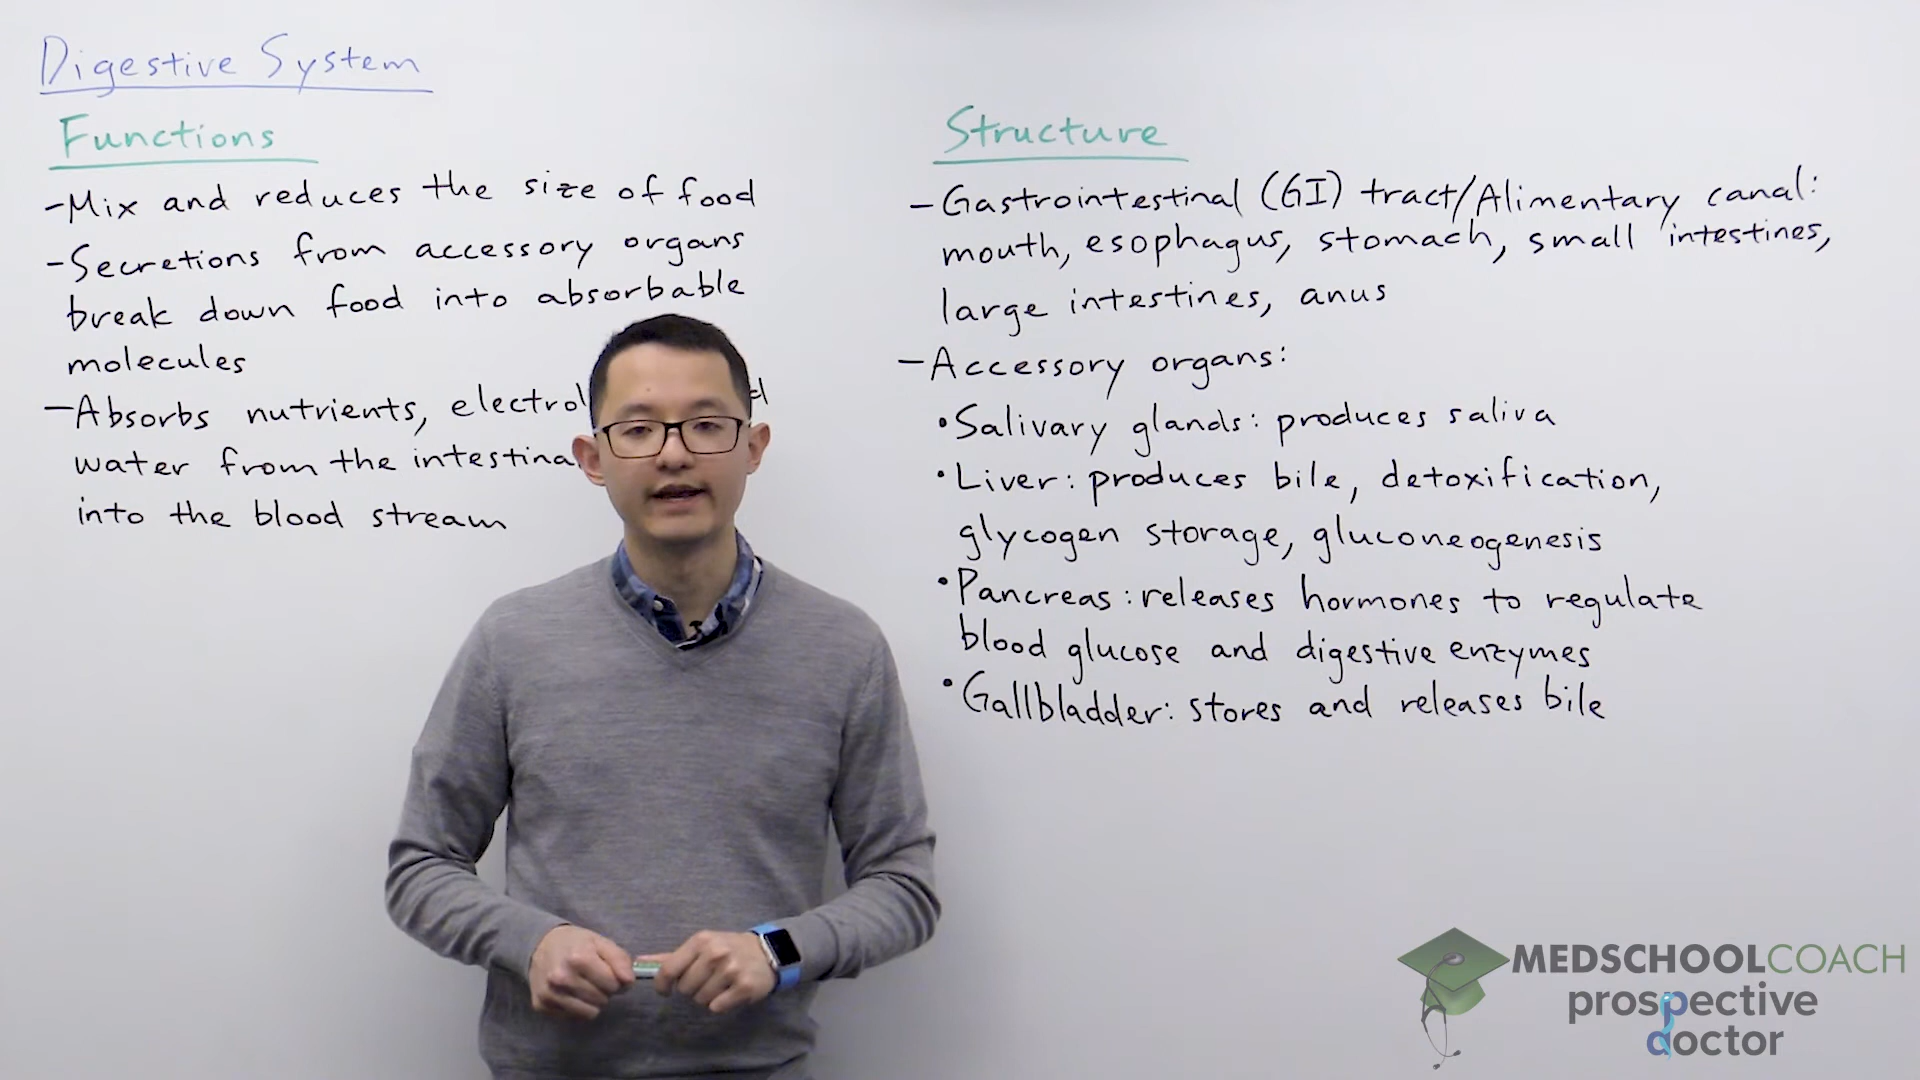 Digestive System
Functions
-Mix and reduces the size of food
-Secretions from accessory organs
break down food into absorbable
molecules
-Absorbs nutrients,
water from the
into the blood stream
Structure
-Gastrointestinal (GI) tract/Alimentary canal:
mouth, esophagus, stomach, small intestines,
large intestines, anus
-Accessory organs:
•Salivary glands: produces saliva
•Liver: produces bile, detoxification,
glycogen storage, gluconeogenesis
•Pancreas: releases hormones to regulate
blood glucose and digestive enzymes
•Gallbladder: stores and releases bile
MEDSCHOOLCOACH
prospective
doctor